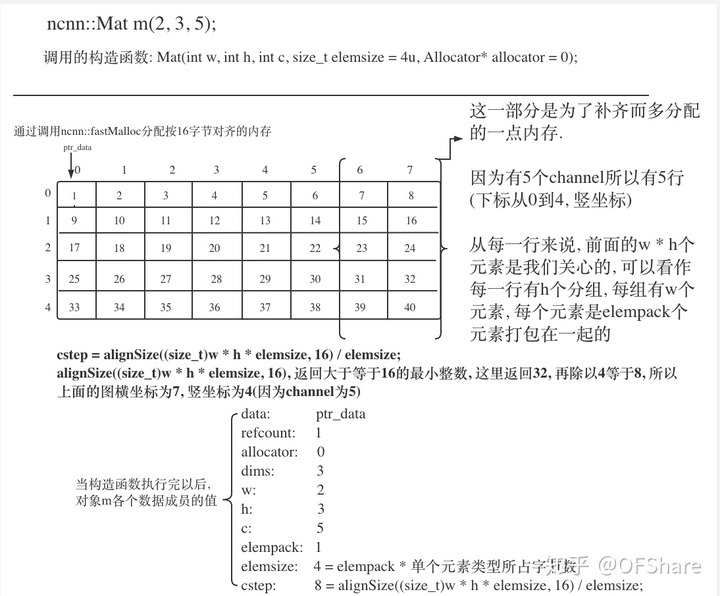 ncnn::Mat m(2, 3, 5);
调用的构造函数: Mat(int w, int h, int c, size_t elemsize = 4u, Allocator* allocator = 0);
通过调用ncnn::fastMalloc分配按16字节对齐的内存
ptr_data
0 1 2 3 4 5 6 7
0 1 2 3 4 5 6 7 8
1 9 10 11 12 13 14 15 16
2 17 18 19 20 21 22 23 24
3 25 26 27 28 29 30 31 32
4 33 34 35 36 37 38 39 40
这一部分是为了补齐而多分配
的一点内存.
因为有5个channel所以有5行
(下标从0到4, 竖坐标)
从每一行来说, 前面的w * h个
元素是我们关心的, 可以看作
每一行有h个分组, 每组有w个
元素, 每个元素是elempack个
元素打包在一起的
cstep = alignSize((size_t)w * h * elemsize, 16) / elemsize;
alignSize((size_t)w * h * elemsize, 16), 返回大于等于16的最小整数, 这里返回32, 再除以4等于8, 所以
上面的图横坐标为7, 竖坐标为4(因为channel为5)
当构造函数执行完以后,
对象m各个数据成员的值
data: ptr_data
refcount: 1
allocator: 0
dims: 3
w: 2
h: 3
c: 5
elempack: 1
elemsize: 4 = elempack * 单个元素类型所占字节数
cstep: 8 = alignSize((size_t)w * h * elemsize, 16) / elemsize;
知乎 @OFShare